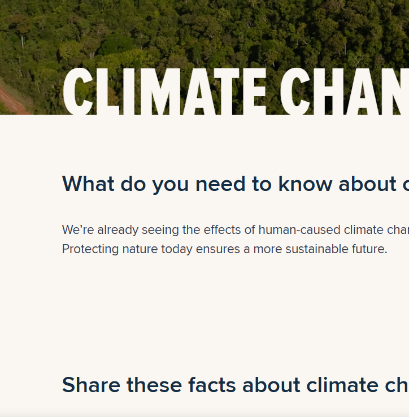 CLIMATE CHAN
What do you need to know about c
We're already seeing the effects of human-caused climate chan
Protecting nature today ensures a more sustainable future.
Share these facts about climate ch